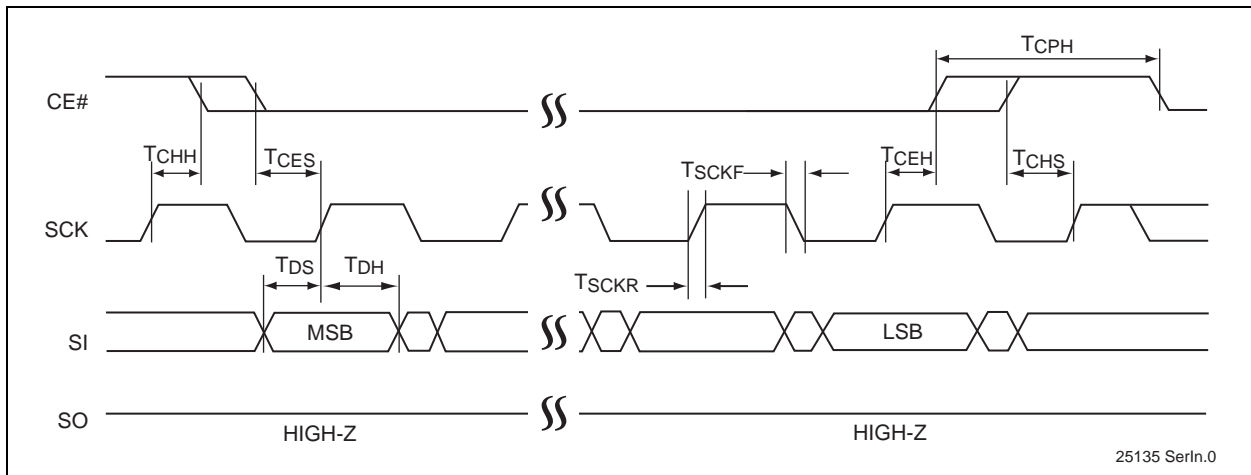 TCPH
CE#
TCHH
TCES
TSCKF
TCEH
TCHS
SCK
TDS
TDH
TSCKR
SI
MSB
LSB
SO
HIGH-Z
HIGH-Z
25135 SerIn.0